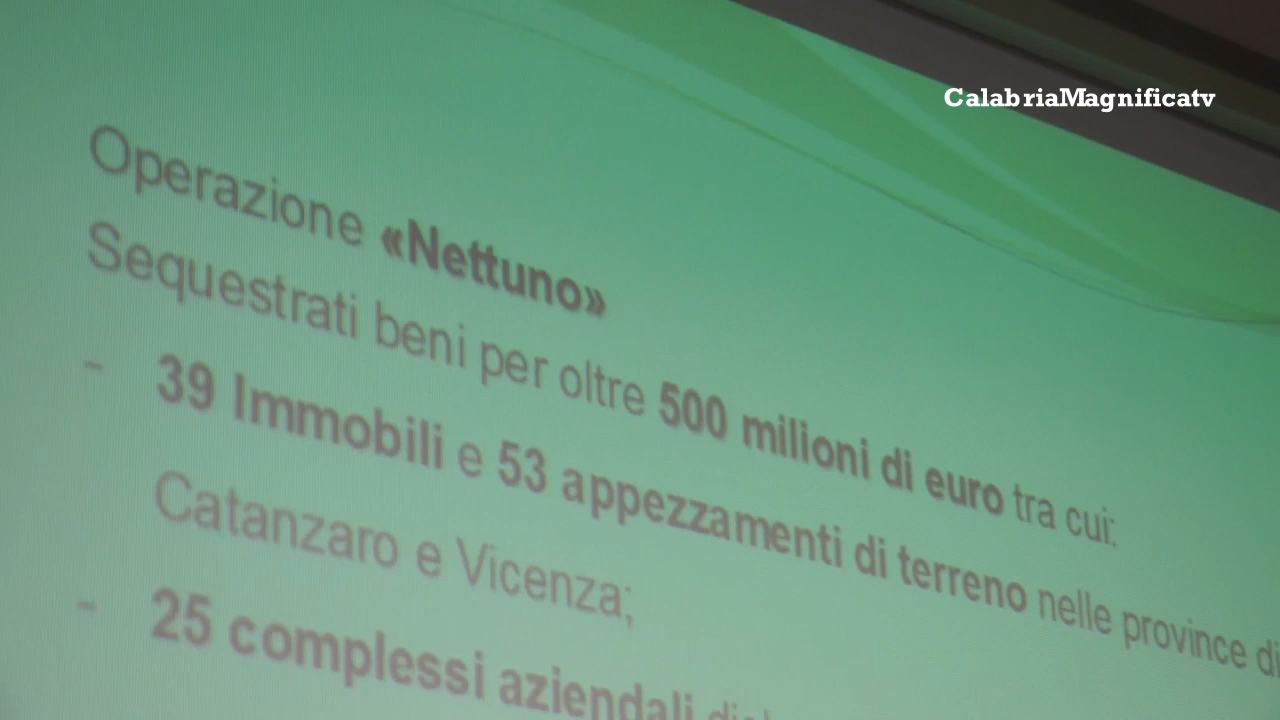 CalabriaMagnificatv
Operazione «Nettuno»
Sequestrati beni per oltre 500 milioni di euro tra cui:
- 39 Immobili e 53 appezzamenti di terreno nelle province di
Catanzaro e Vicenza;
- 25 complessi aziendali